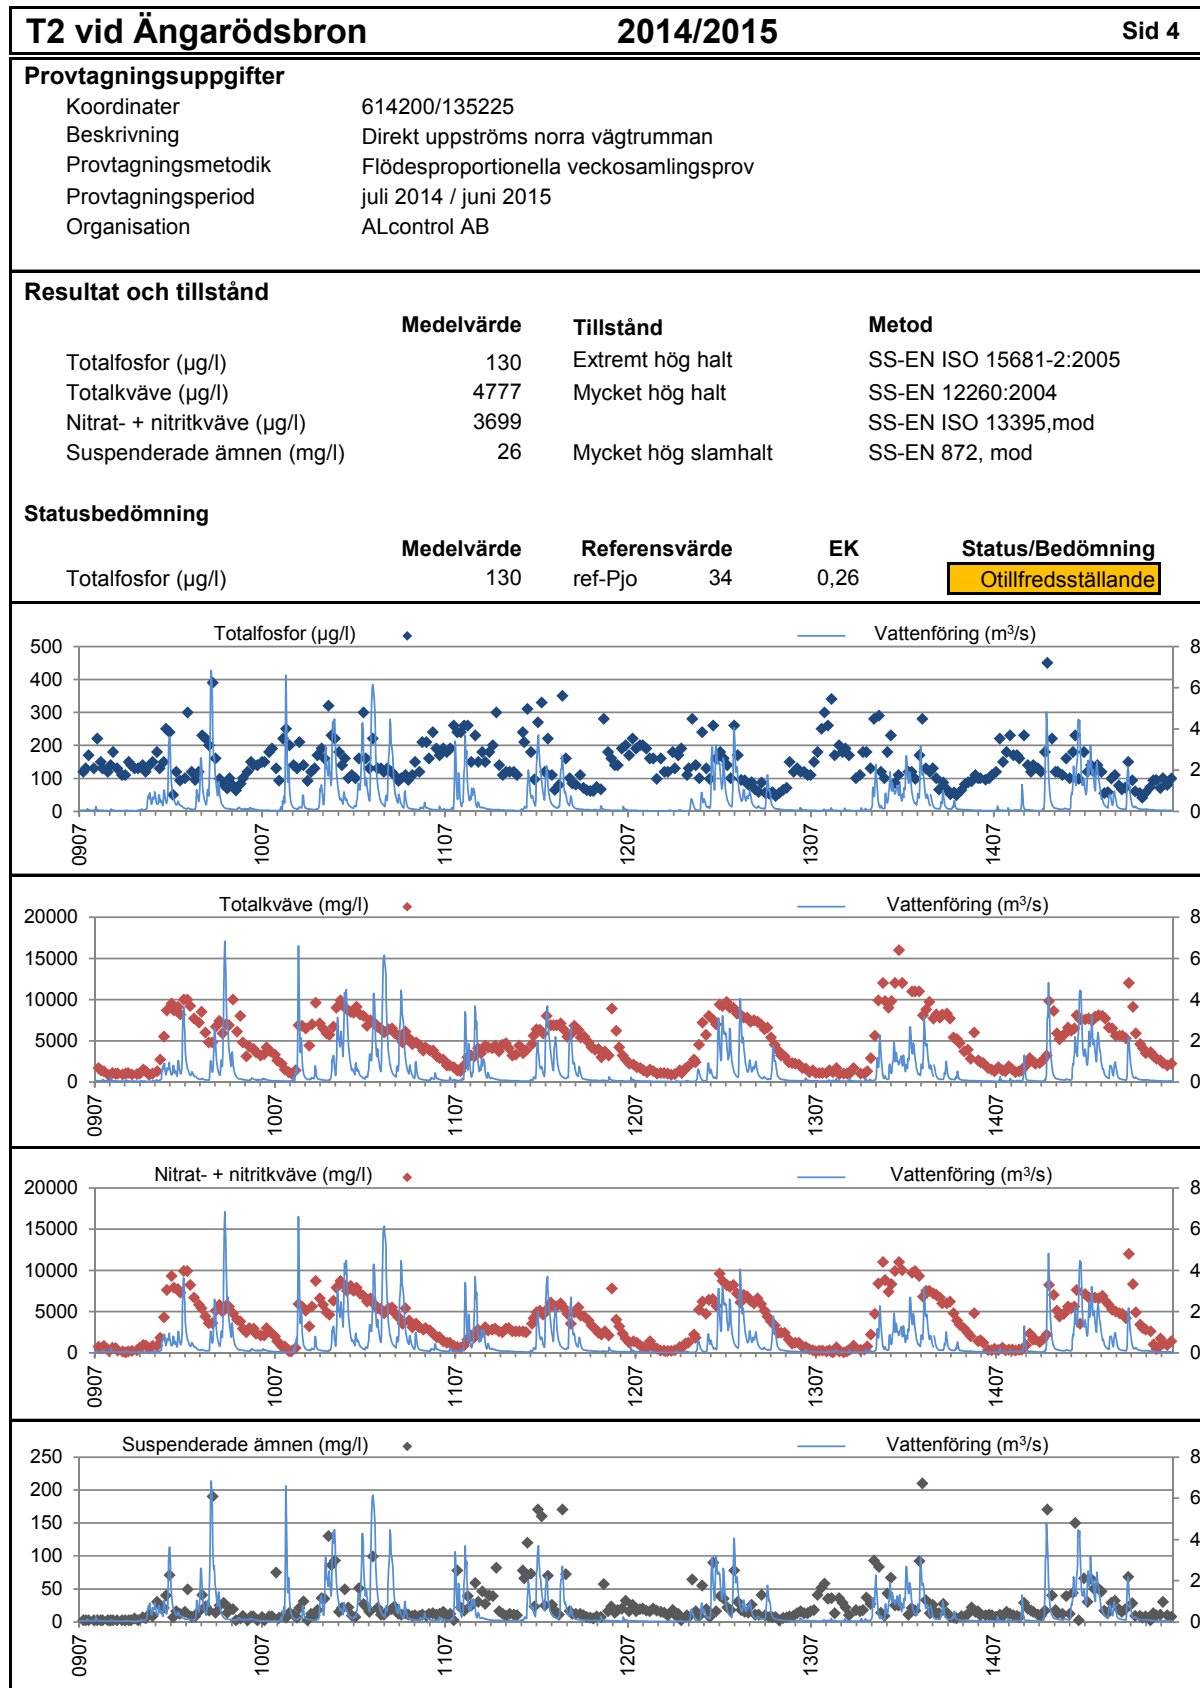 T2 vid Ängarödsbron 2014/2015 Sid 4
Provtagningsuppgifter
Koordinater 614200/135225
Beskrivning Direkt uppströms norra vägtrumman
Provtagningsmetodik Flödesproportionella veckosamlingsprov
Provtagningsperiod juli 2014 / juni 2015
Organisation ALcontrol AB
Resultat och tillstånd
Medelvärde Tillstånd Metod
Totalfosfor (µg/l) 130 Extremt hög halt SS-EN ISO 15681-2:2005
Totalkväve (µg/l) 4777 Mycket hög halt SS-EN 12260:2004
Nitrat- + nitritkväve (µg/l) 3699 SS-EN ISO 13395,mod
Suspenderade ämnen (mg/l) 26 Mycket hög slamhalt SS-EN 872, mod
Statusbedömning
Medelvärde Referensvärde EK Status/Bedömning
Totalfosfor (µg/l) 130 ref-Pjo 34 0,26 Otillfredsställande
Totalfosfor (µg/l) Vattenföring (m³/s)
500 8
400 6
300 4
200
100 2
0 0
0907 1007 1107 1207 1307 1407
Totalkväve (mg/l) Vattenföring (m³/s)
20000 8
15000 6
10000 4
5000 2
0 0
0907 1007 1107 1207 1307 1407
Nitrat- + nitritkväve (mg/l) Vattenföring (m³/s)
20000 8
15000 6
10000 4
5000 2
0 0
0907 1007 1107 1207 1307 1407
Suspenderade ämnen (mg/l) Vattenföring (m³/s)
250 8
200 6
150 4
100
50 2
0 0
0907 1007 1107 1207 1307 1407